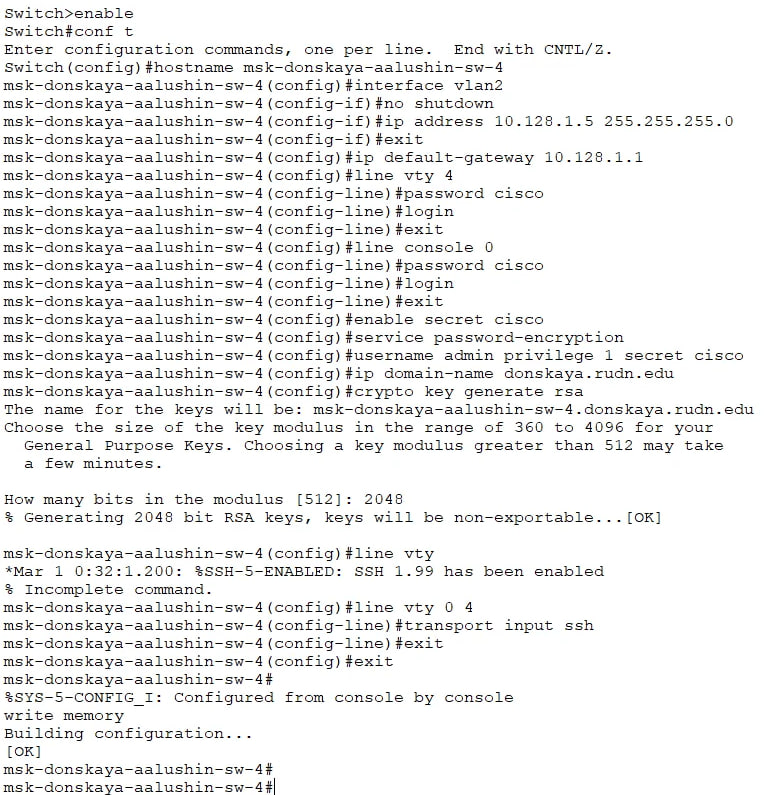 Switch>enable
Switch#conf t
Enter configuration commands, one per line.  End with CNTL/Z.
Switch(config)#hostname msk-donskaya-aalushin-sw-4
msk-donskaya-aalushin-sw-4(config)#interface vlan2
msk-donskaya-aalushin-sw-4(config-if)#no shutdown
msk-donskaya-aalushin-sw-4(config-if)#ip address 10.128.1.5 255.255.255.0
msk-donskaya-aalushin-sw-4(config-if)#exit
msk-donskaya-aalushin-sw-4(config)#ip default-gateway 10.128.1.1
msk-donskaya-aalushin-sw-4(config)#line vty 4
msk-donskaya-aalushin-sw-4(config-line)#password cisco
msk-donskaya-aalushin-sw-4(config-line)#login
msk-donskaya-aalushin-sw-4(config-line)#exit
msk-donskaya-aalushin-sw-4(config)#line console 0
msk-donskaya-aalushin-sw-4(config-line)#password cisco
msk-donskaya-aalushin-sw-4(config-line)#login
msk-donskaya-aalushin-sw-4(config-line)#exit
msk-donskaya-aalushin-sw-4(config)#enable secret cisco
msk-donskaya-aalushin-sw-4(config)#service password-encryption
msk-donskaya-aalushin-sw-4(config)#username admin privilege 1 secret cisco
msk-donskaya-aalushin-sw-4(config)#ip domain-name donskaya.rudn.edu
msk-donskaya-aalushin-sw-4(config)#crypto key generate rsa
The name for the keys will be: msk-donskaya-aalushin-sw-4.donskaya.rudn.edu
Choose the size of the key modulus in the range of 360 to 4096 for your
  General Purpose Keys. Choosing a key modulus greater than 512 may take
  a few minutes.

How many bits in the modulus [512]: 2048
% Generating 2048 bit RSA keys, keys will be non-exportable...[OK]

msk-donskaya-aalushin-sw-4(config)#line vty
*Mar 1 0:32:1.200: %SSH-5-ENABLED: SSH 1.99 has been enabled
% Incomplete command.
msk-donskaya-aalushin-sw-4(config)#line vty 0 4
msk-donskaya-aalushin-sw-4(config-line)#transport input ssh
msk-donskaya-aalushin-sw-4(config-line)#exit
msk-donskaya-aalushin-sw-4(config)#exit
msk-donskaya-aalushin-sw-4#
%SYS-5-CONFIG_I: Configured from console by console
write memory
Building configuration...
[OK]
msk-donskaya-aalushin-sw-4#
msk-donskaya-aalushin-sw-4#